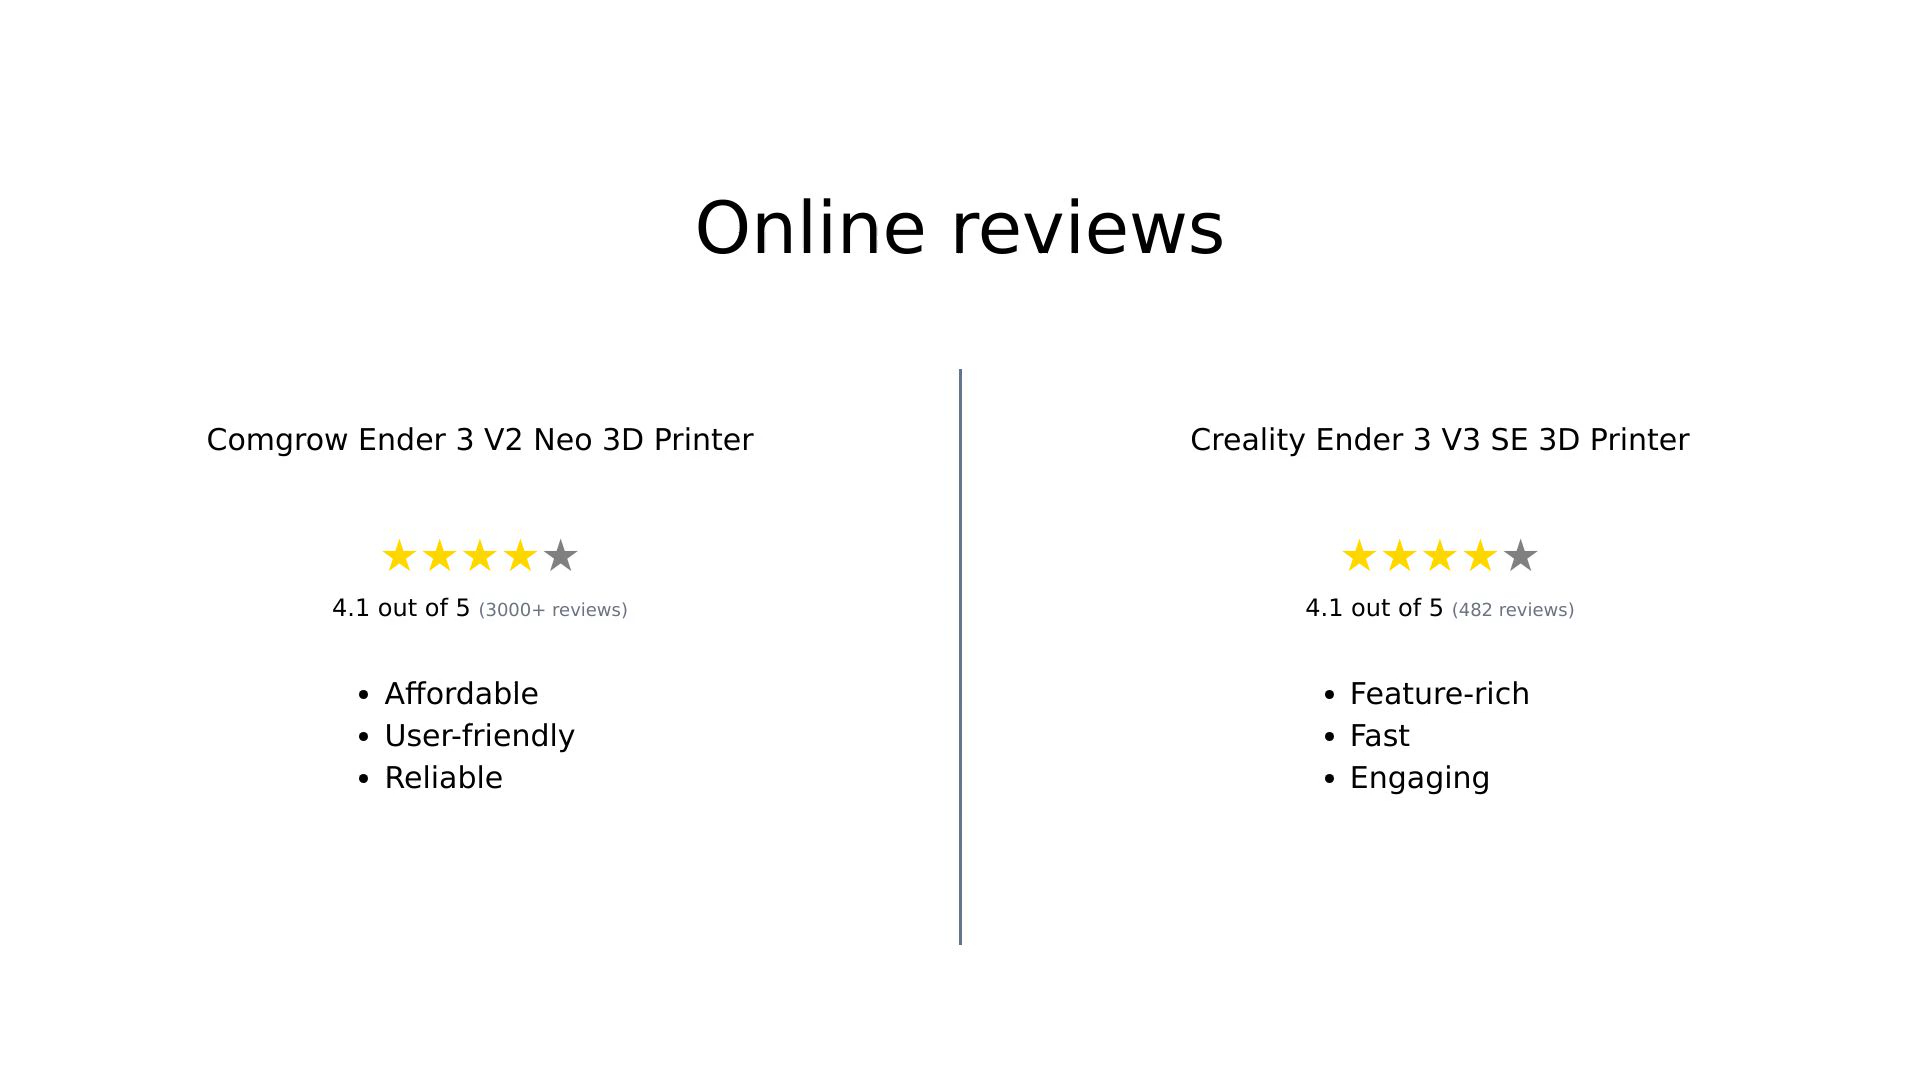 Online reviews
Comgrow Ender 3 V2 Neo 3D Printer
★★★★★
4.1 out of 5 (3000+ reviews)
• Affordable
• User-friendly
• Reliable
Creality Ender 3 V3 SE 3D Printer
★★★★★
4.1 out of 5 (482 reviews)
• Feature-rich
• Fast
• Engaging